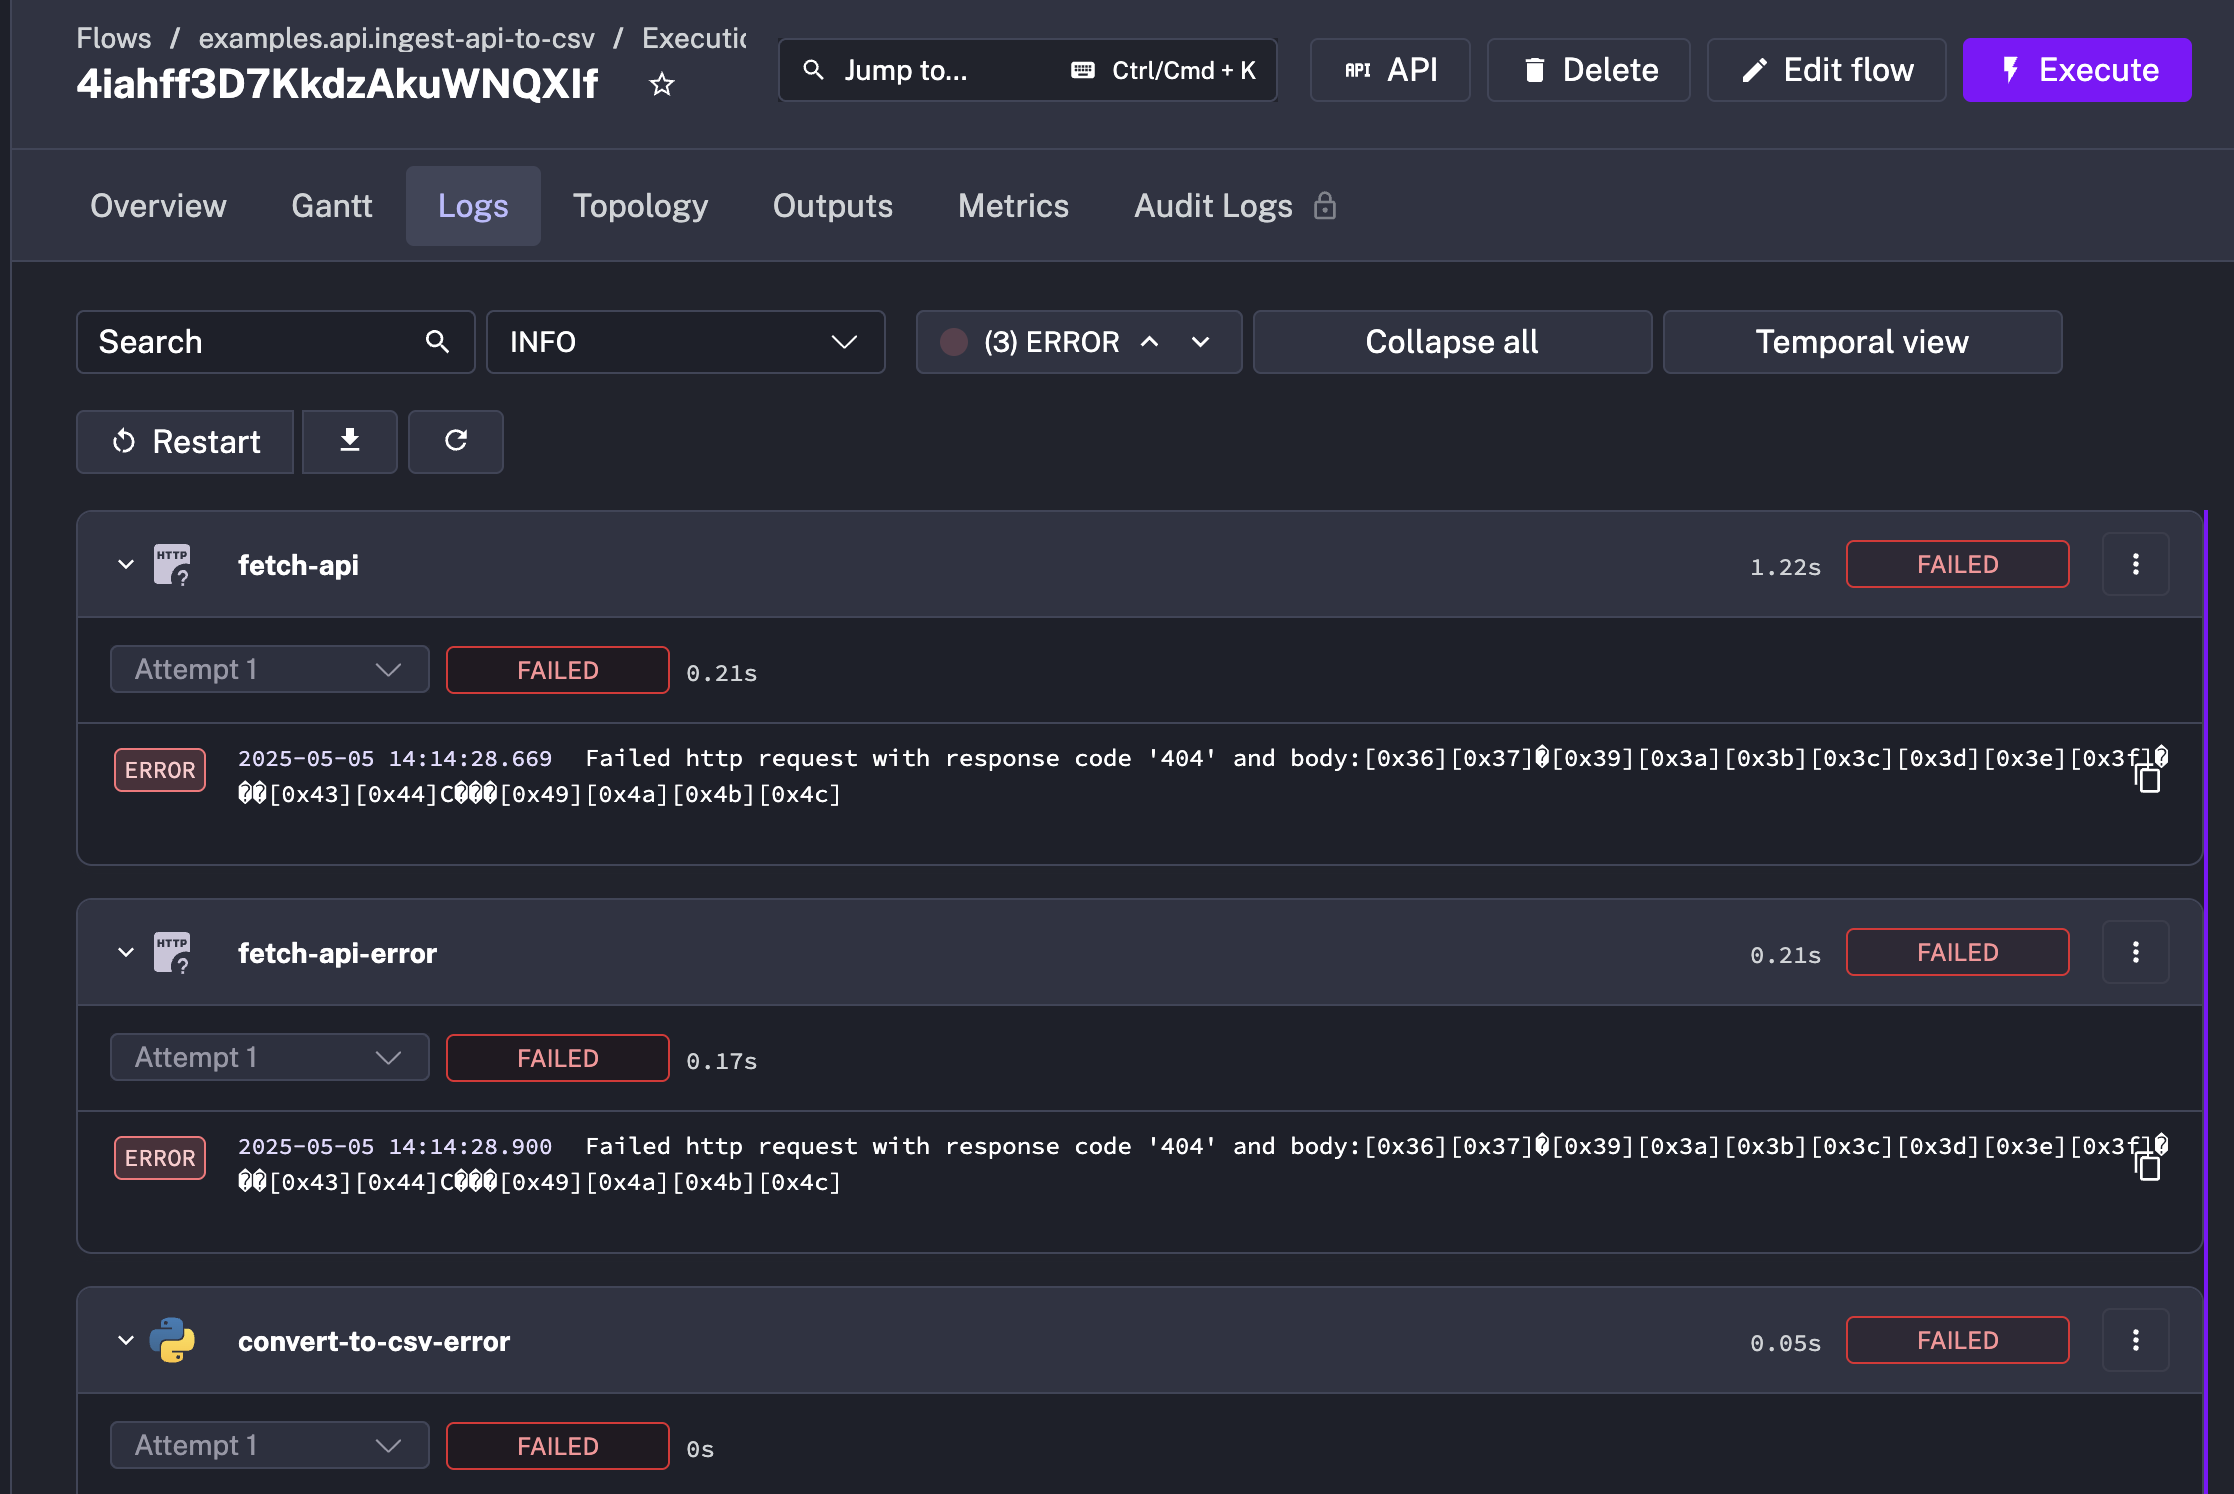 Flows / examples.api.ingest-api-to-csv / Executic
4iahff3D7KkdzAkuWNQXIf
Jump to... Ctrl/Cmd + K
API API
Delete
Edit flow
Execute
Overview Gantt Logs Topology Outputs Metrics Audit Logs
Search
INFO
(3) ERROR
Collapse all
Temporal view
Restart
HTTP ? fetch-api 1.22s FAILED
Attempt 1 FAILED 0.21s
ERROR 2025-05-05 14:14:28.669 Failed http request with response code '404' and body:[0x36][0x37]�[0x39][0x3a][0x3b][0x3c][0x3d][0x3e][0x3f]�
��[0x43][0x44]C���[0x49][0x4a][0x4b][0x4c]
HTTP ? fetch-api-error 0.21s FAILED
Attempt 1 FAILED 0.17s
ERROR 2025-05-05 14:14:28.900 Failed http request with response code '404' and body:[0x36][0x37]�[0x39][0x3a][0x3b][0x3c][0x3d][0x3e][0x3f]�
��[0x43][0x44]C���[0x49][0x4a][0x4b][0x4c]
convert-to-csv-error 0.05s FAILED
Attempt 1 FAILED 0s